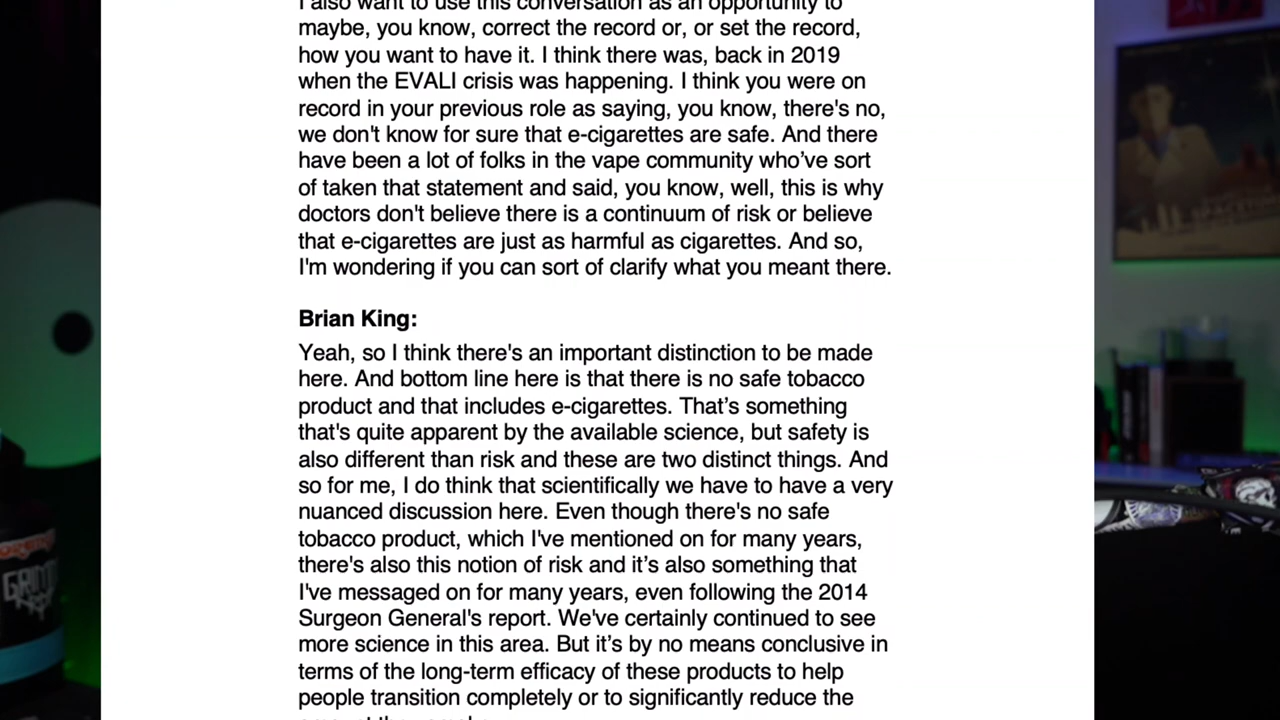 I also want to use this conversation as an opportunity to
maybe, you know, correct the record or, or set the record,
how you want to have it. I think there was, back in 2019
when the EVALI crisis was happening. I think you were on
record in your previous role as saying, you know, there's no,
we don't know for sure that e-cigarettes are safe. And there
have been a lot of folks in the vape community who’ve sort
of taken that statement and said, you know, well, this is why
doctors don't believe there is a continuum of risk or believe
that e-cigarettes are just as harmful as cigarettes. And so,
I'm wondering if you can sort of clarify what you meant there.
Brian King:
Yeah, so I think there's an important distinction to be made
here. And bottom line here is that there is no safe tobacco
product and that includes e-cigarettes. That’s something
that's quite apparent by the available science, but safety is
also different than risk and these are two distinct things. And
so for me, I do think that scientifically we have to have a very
nuanced discussion here. Even though there's no safe
tobacco product, which I've mentioned on for many years,
there's also this notion of risk and it’s also something that
I've messaged on for many years, even following the 2014
Surgeon General's report. We've certainly continued to see
more science in this area. But it’s by no means conclusive in
terms of the long-term efficacy of these products to help
people transition completely or to significantly reduce the